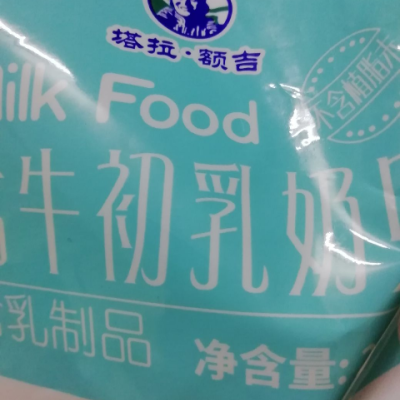 塔拉·额吉
Milk Food
不含植脂末
牛初乳奶
乳制品
净含量: